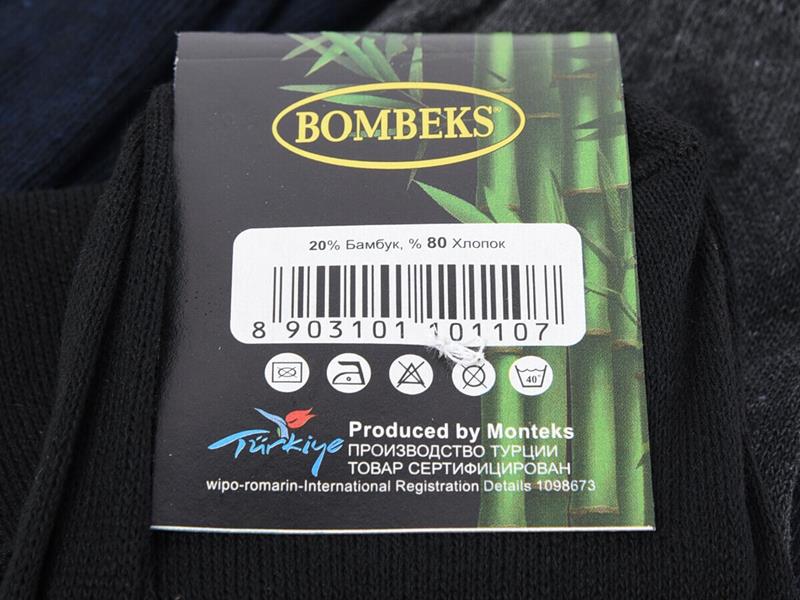 BOMBEKS®
20% Бамбук, % 80 Хлопок
8 903101 101107
40°
Türkiye
Produced by Monteks
ПРОИЗВОДСТВО ТУРЦИИ
ТОВАР СЕРТИФИЦИРОВАН
wipo-romarin-International Registration Details 1098673